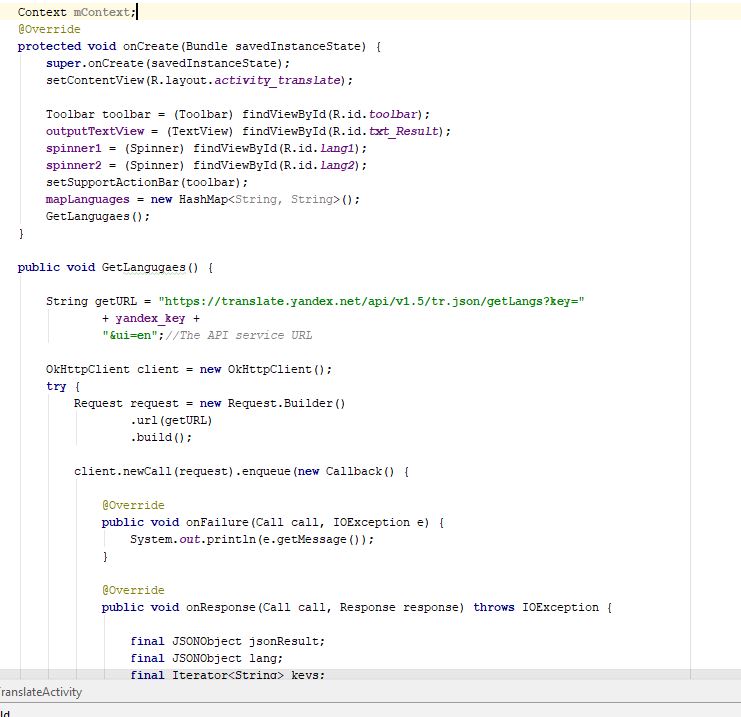 Context mContext;
@Override
protected void onCreate(Bundle savedInstanceState) {
super.onCreate(savedInstanceState);
setContentView(R.layout.activity_translate);
Toolbar toolbar = (Toolbar) findViewById(R.id.toolbar);
outputTextView = (TextView) findViewById(R.id.txt_Result);
spinner1 = (Spinner) findViewById(R.id.lang1);
spinner2 = (Spinner) findViewById(R.id.lang2);
setSupportActionBar(toolbar);
mapLanguages = new HashMap<String, String>();
GetLangugaes();
}
public void GetLangugaes() {
String getURL = "https://translate.yandex.net/api/v1.5/tr.json/getLangs?key="
+ yandex_key +
"&ui=en";//The API service URL
OkHttpClient client = new OkHttpClient();
try {
Request request = new Request.Builder()
.url(getURL)
.build();
client.newCall(request).enqueue(new Callback() {
@Override
public void onFailure(Call call, IOException e) {
System.out.println(e.getMessage());
}
@Override
public void onResponse(Call call, Response response) throws IOException {
final JSONObject jsonResult;
final JSONObject lang;
final Iterator<String> keys;
ranslateActivity
ld